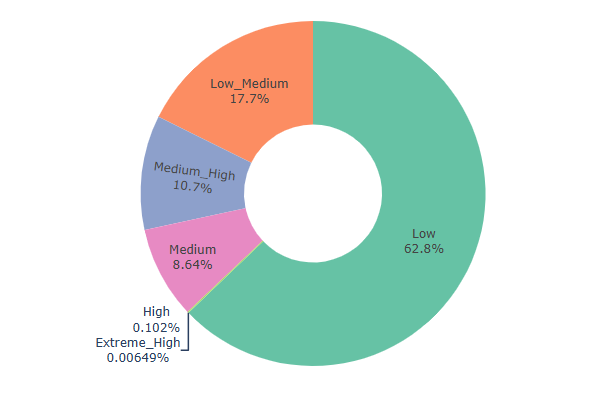 Low_Medium
17.7%
Medium_High
10.7%
Low
62.8%
Medium
8.64%
High
0.102%
Extreme_High
0.00649%